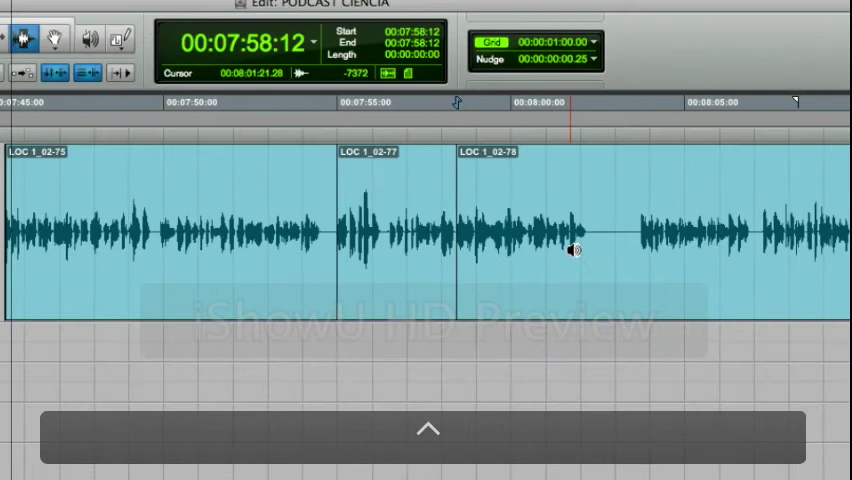 Edit: PODCAST CIENCIA
00:07:58:12
Start 00:07:58:12
End 00:07:58:12
Length 00:00:00:00
Cursor 00:08:01:21.28 -7372
Grid 00:00:01:00.00
Nudge 00:00:00:00.25
0:07:45:00 00:07:50:00 00:07:55:00 00:08:00:00 00:08:05:00
LOC 1_02-75 LOC 1_02-77 LOC 1_02-78
iShowU HD Preview